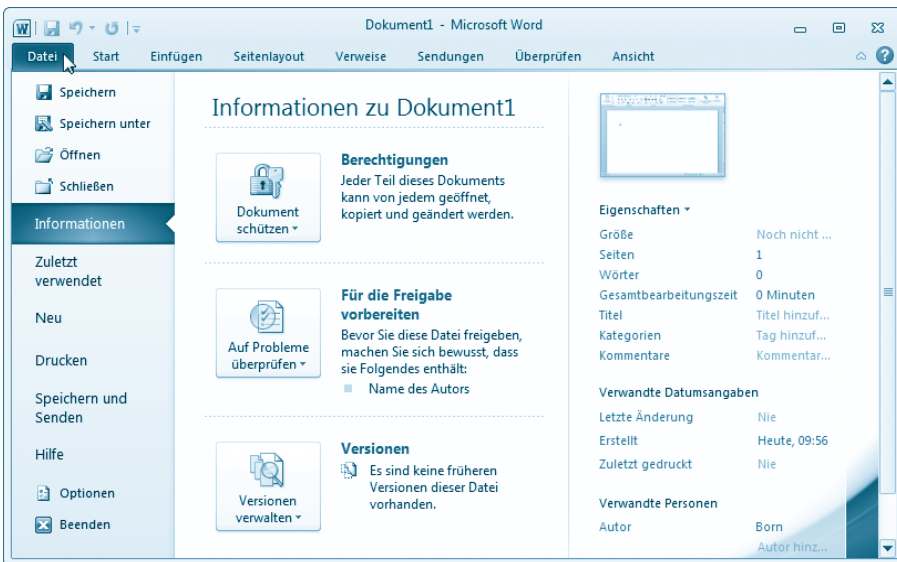 Dokument1 - Microsoft Word
Datei Start Einfügen Seitenlayout Verweise Sendungen Überprüfen Ansicht
Speichern
Speichern unter
Öffnen
Schließen
Informationen
Zuletzt
verwendet
Neu
Drucken
Speichern und
Senden
Hilfe
Optionen
Beenden
Informationen zu Dokument1
Dokument
schützen
Berechtigungen
Jeder Teil dieses Dokuments
kann von jedem geöffnet,
kopiert und geändert werden.
Auf Probleme
überprüfen
Für die Freigabe
vorbereiten
Bevor Sie diese Datei freigeben,
machen Sie sich bewusst, dass
sie Folgendes enthält:
Name des Autors
Versionen
verwalten
Versionen
Es sind keine früheren
Versionen dieser Datei
vorhanden.
Eigenschaften
Größe Noch nicht ...
Seiten 1
Wörter 0
Gesamtbearbeitungszeit 0 Minuten
Titel Titel hinzuf...
Kategorien Tag hinzuf...
Kommentare Kommentar...
Verwandte Datumsangaben
Letzte Änderung Nie
Erstellt Heute, 09:56
Zuletzt gedruckt Nie
Verwandte Personen
Autor Born
Autor hinz...